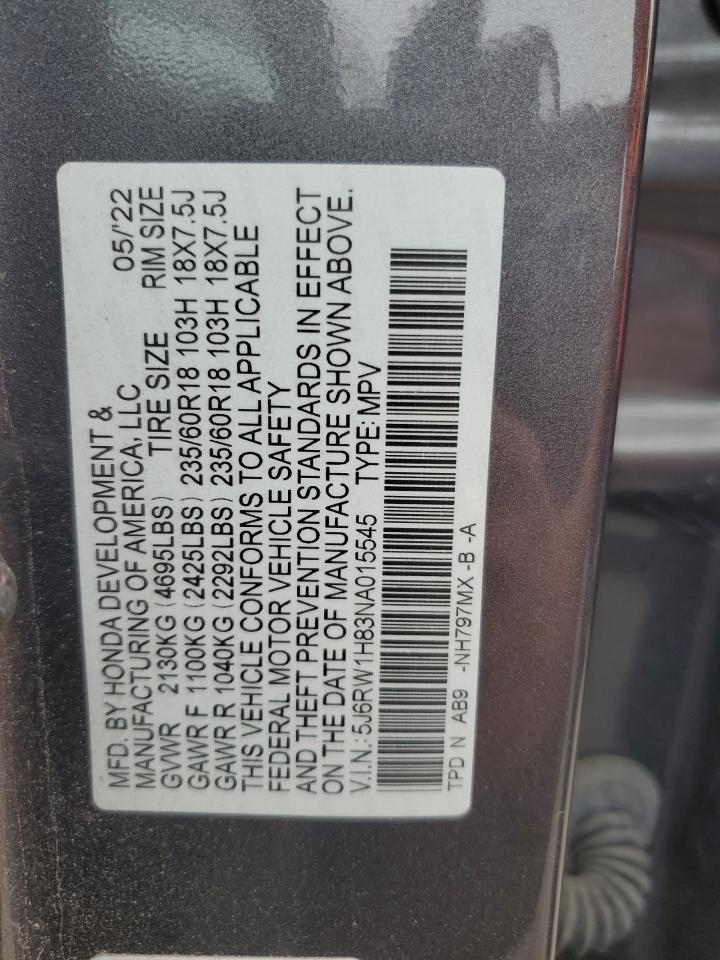 MFD. BY HONDA DEVELOPMENT & 05/'22
MANUFACTURING OF AMERICA, LLC
GVWR 2130KG (4695LBS) TIRE SIZE RIM SIZE
GAWR F 1100KG (2425LBS) 235/60R18 103H 18X7.5J
GAWR R 1040KG (2292LBS) 235/60R18 103H 18X7.5J
THIS VEHICLE CONFORMS TO ALL APPLICABLE
FEDERAL MOTOR VEHICLE SAFETY
AND THEFT PREVENTION STANDARDS IN EFFECT
ON THE DATE OF MANUFACTURE SHOWN ABOVE.
V.I.N.: 5J6RW1H83NA015545 TYPE: MPV
TPD N AB9 -NH797MX -B -A